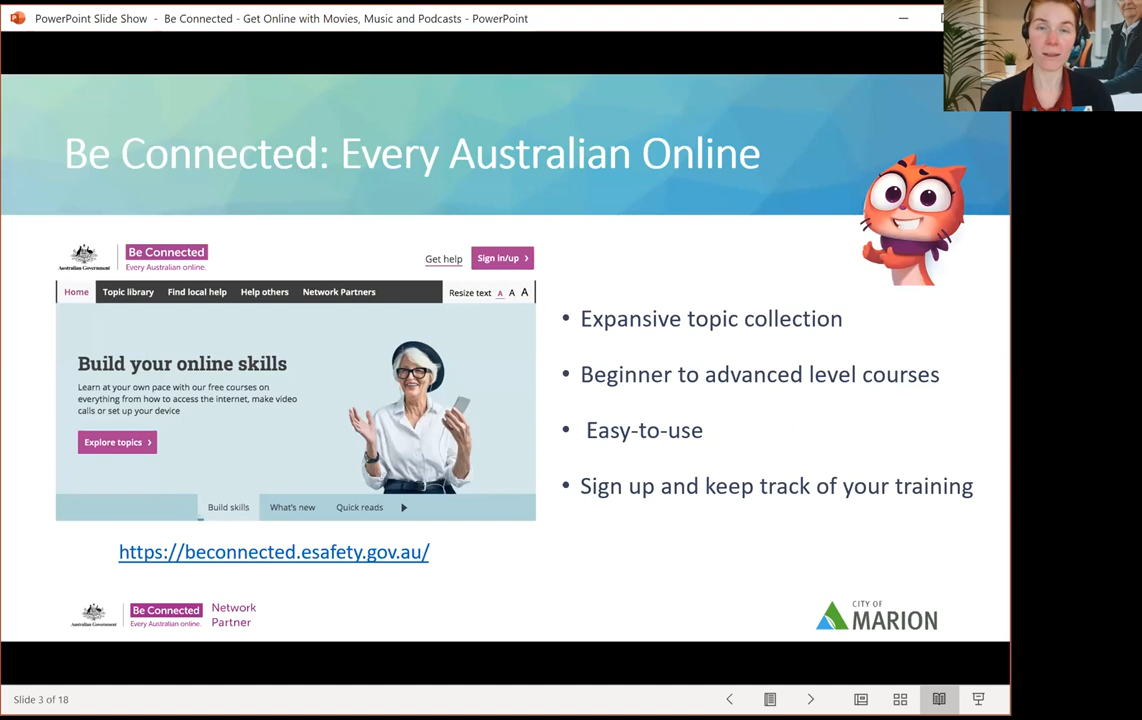 PowerPoint Slide Show - Be Connected - Get Online with Movies, Music and Podcasts - PowerPoint
Be Connected: Every Australian Online
Australian Government
Be Connected
Every Australian online.
Get help
Sign in/up
Home
Topic library
Find local help
Help others
Network Partners
Resize text A A A
Build your online skills
Learn at your own pace with our free courses on
everything from how to access the internet, make video
calls or set up your device
Explore topics
Build skills
What's new
Quick reads
• Expansive topic collection
• Beginner to advanced level courses
• Easy-to-use
• Sign up and keep track of your training
https://beconnected.esafety.gov.au/
Australian Government
Be Connected
Every Australian online.
Network
Partner
CITY OF
MARION
Slide 3 of 18